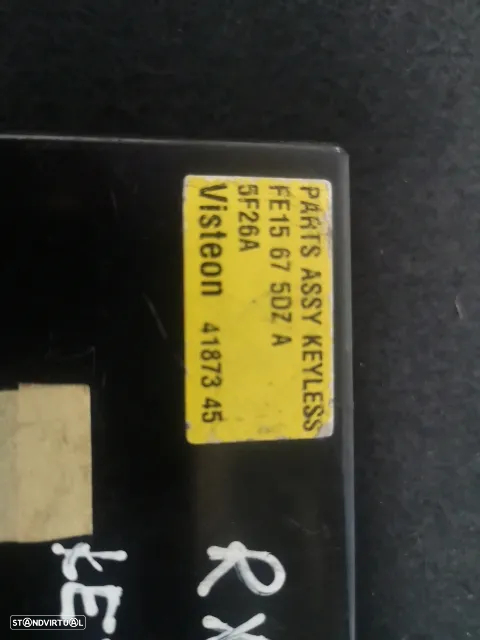 PARTS ASSY KEYLESS
FE15 67 5DZ A
5F26A
Visteon 41873 45
STANDVIRTUAL